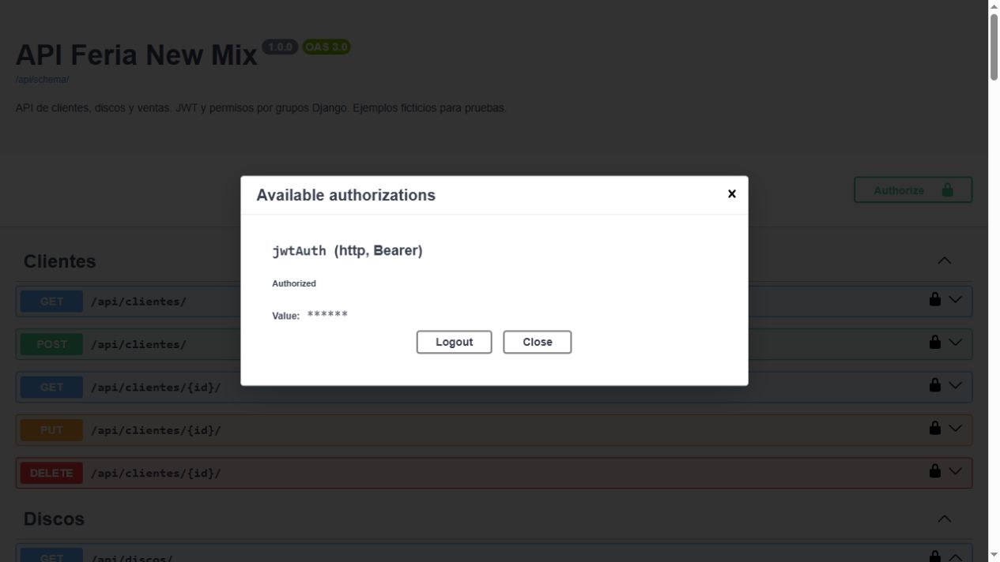 API Feria New Mix 1.0.0 OAS 3.0
/api/schema/
API de clientes, discos y ventas. JWT y permisos por grupos Django. Ejemplos ficticios para pruebas.
Authorize
Available authorizations
jwtAuth (http, Bearer)
Authorized
Value: ******
Logout Close
Clientes
GET /api/clientes/
POST /api/clientes/
GET /api/clientes/{id}/
PUT /api/clientes/{id}/
DELETE /api/clientes/{id}/
Discos
GET /api/discos/